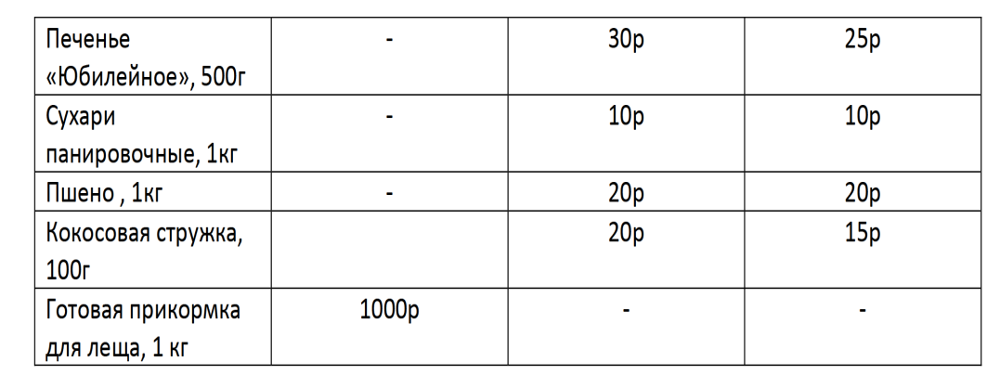 Печенье - 30р 25р
«Юбилейное», 500г
Сухари - 10р 10р
панировочные, 1кг
Пшено , 1кг - 20р 20р
Кокосовая стружка, 20р 15р
100г
Готовая прикормка 1000р - -
для леща, 1 кг